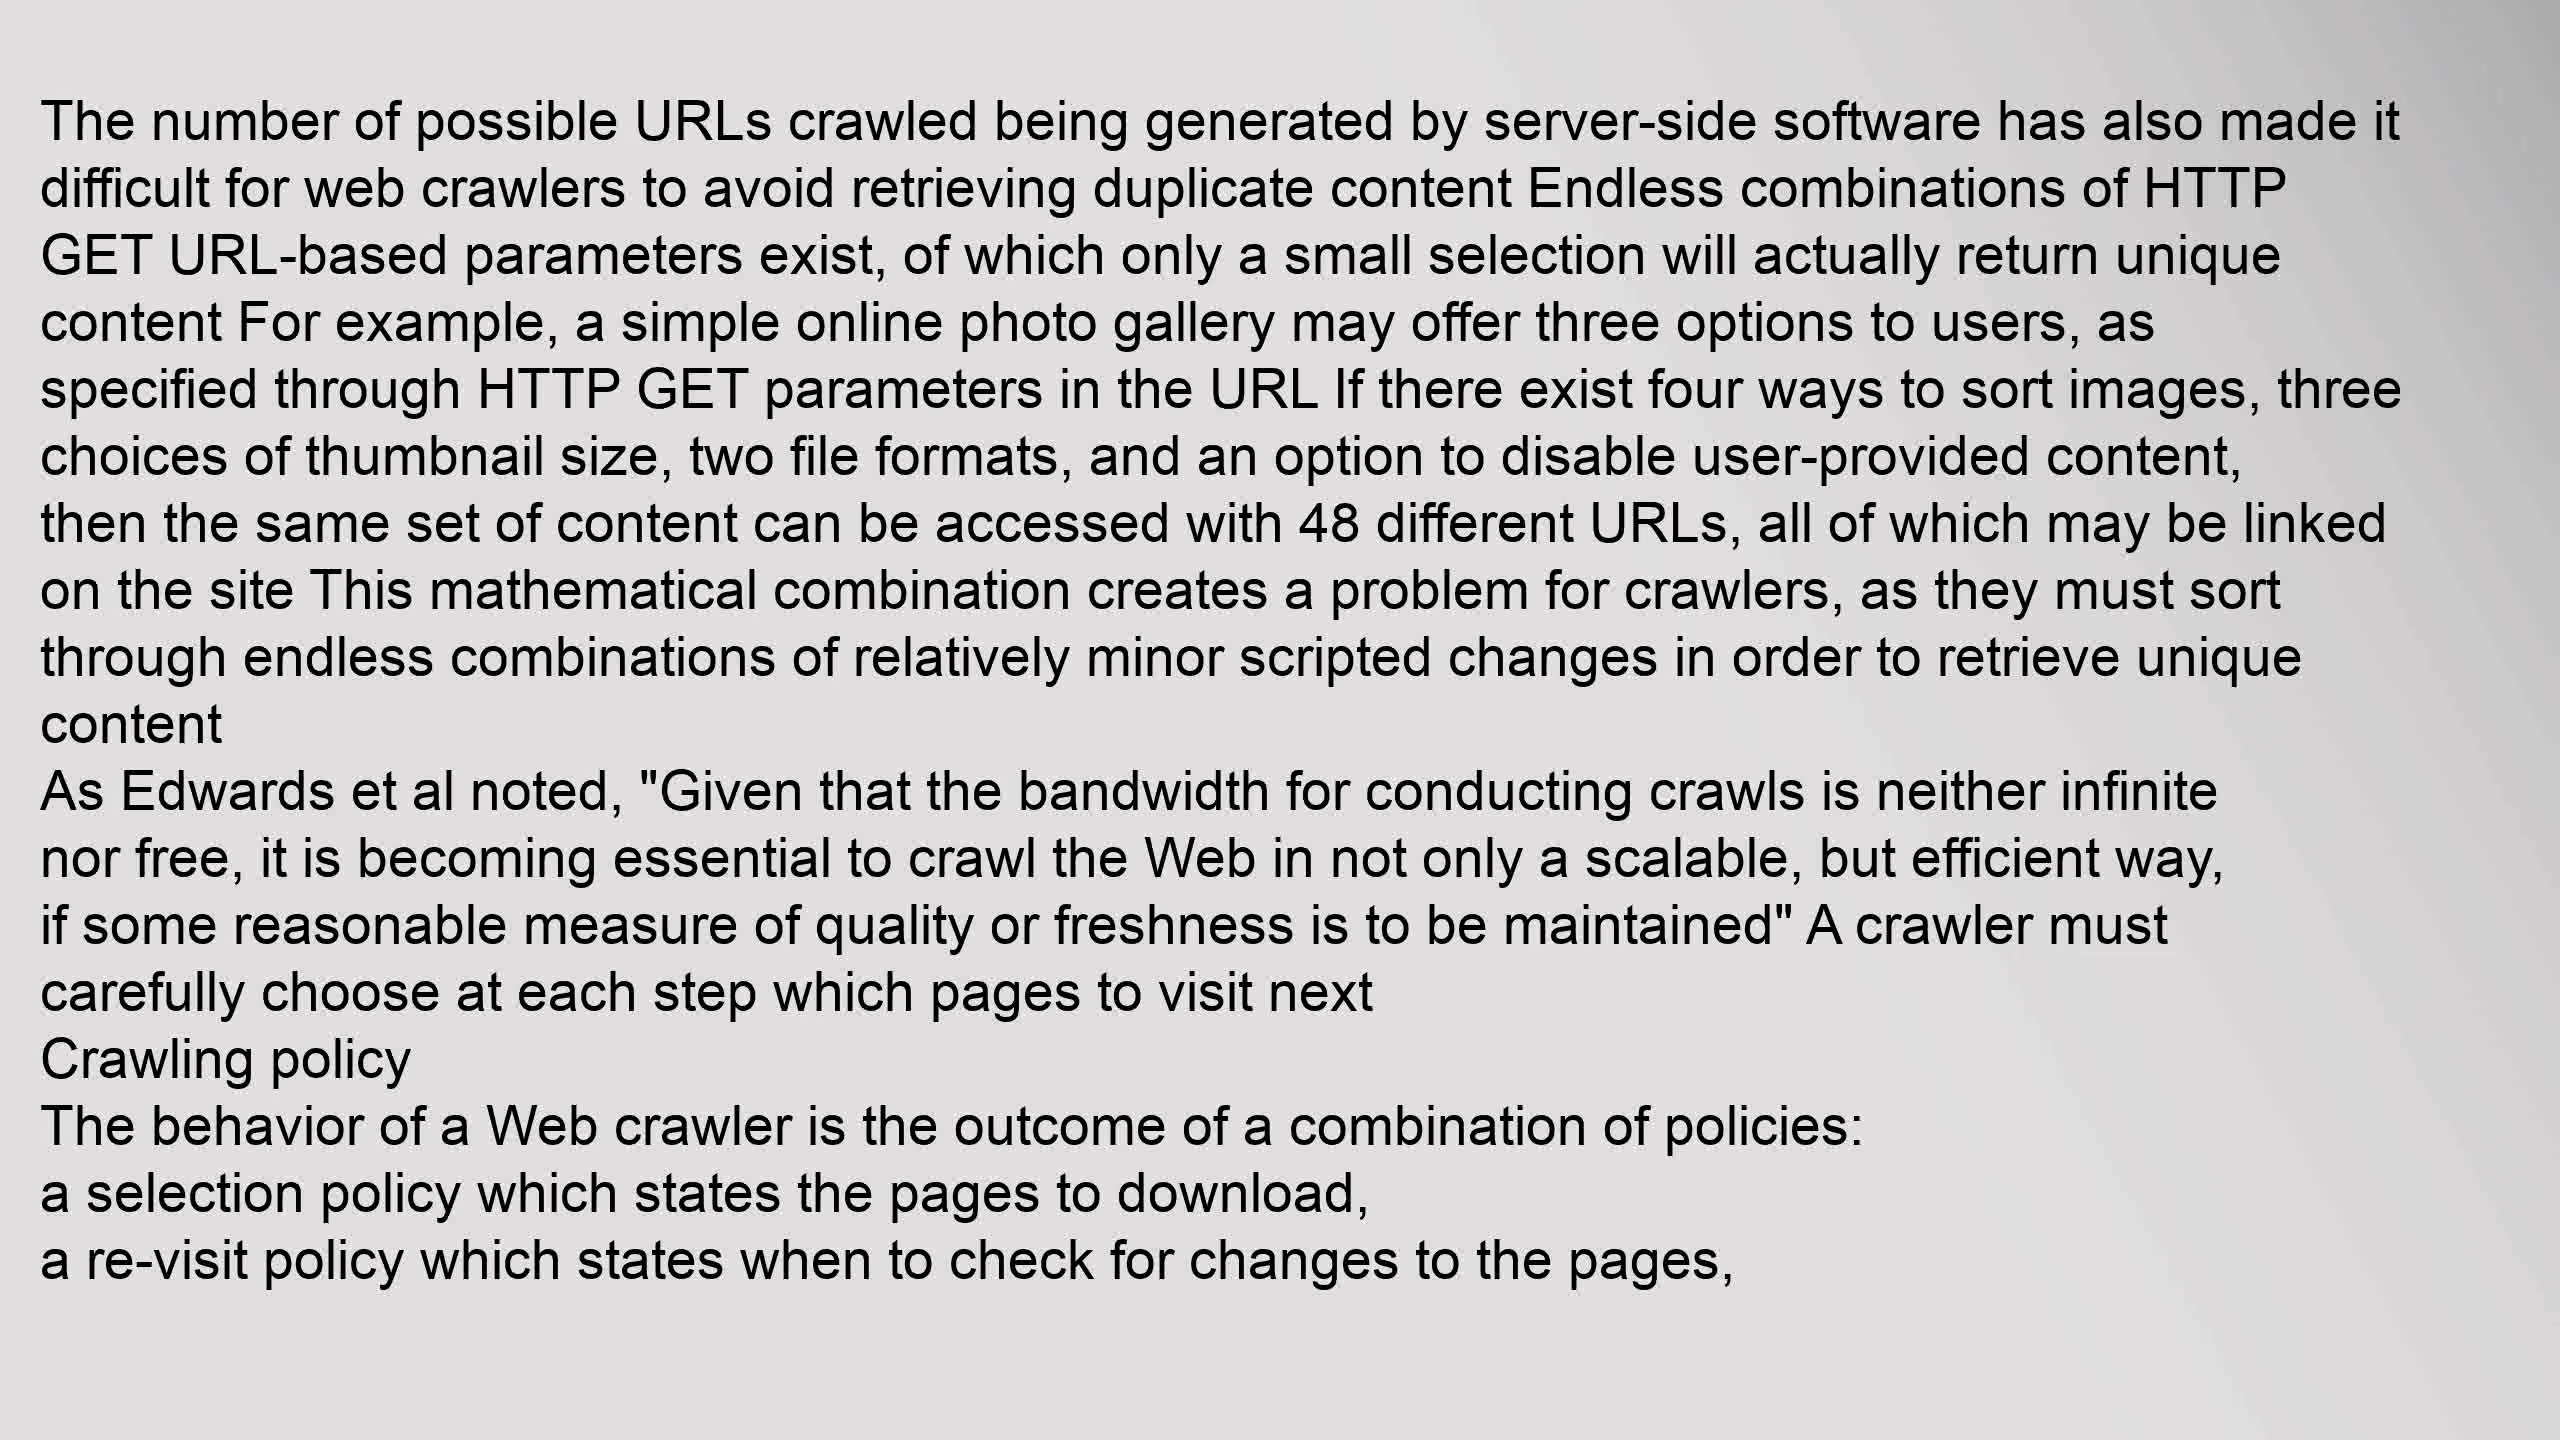 The number of possible URLs crawled being generated by server-side software has also made it
difficult for web crawlers to avoid retrieving duplicate content Endless combinations of HTTP
GET URL-based parameters exist, of which only a small selection will actually return unique
content For example, a simple online photo gallery may offer three options to users, as
specified through HTTP GET parameters in the URL If there exist four ways to sort images, three
choices of thumbnail size, two file formats, and an option to disable user-provided content,
then the same set of content can be accessed with 48 different URLs, all of which may be linked
on the site This mathematical combination creates a problem for crawlers, as they must sort
through endless combinations of relatively minor scripted changes in order to retrieve unique
content
As Edwards et al noted, "Given that the bandwidth for conducting crawls is neither infinite
nor free, it is becoming essential to crawl the Web in not only a scalable, but efficient way,
if some reasonable measure of quality or freshness is to be maintained" A crawler must
carefully choose at each step which pages to visit next
Crawling policy
The behavior of a Web crawler is the outcome of a combination of policies:
a selection policy which states the pages to download,
a re-visit policy which states when to check for changes to the pages,